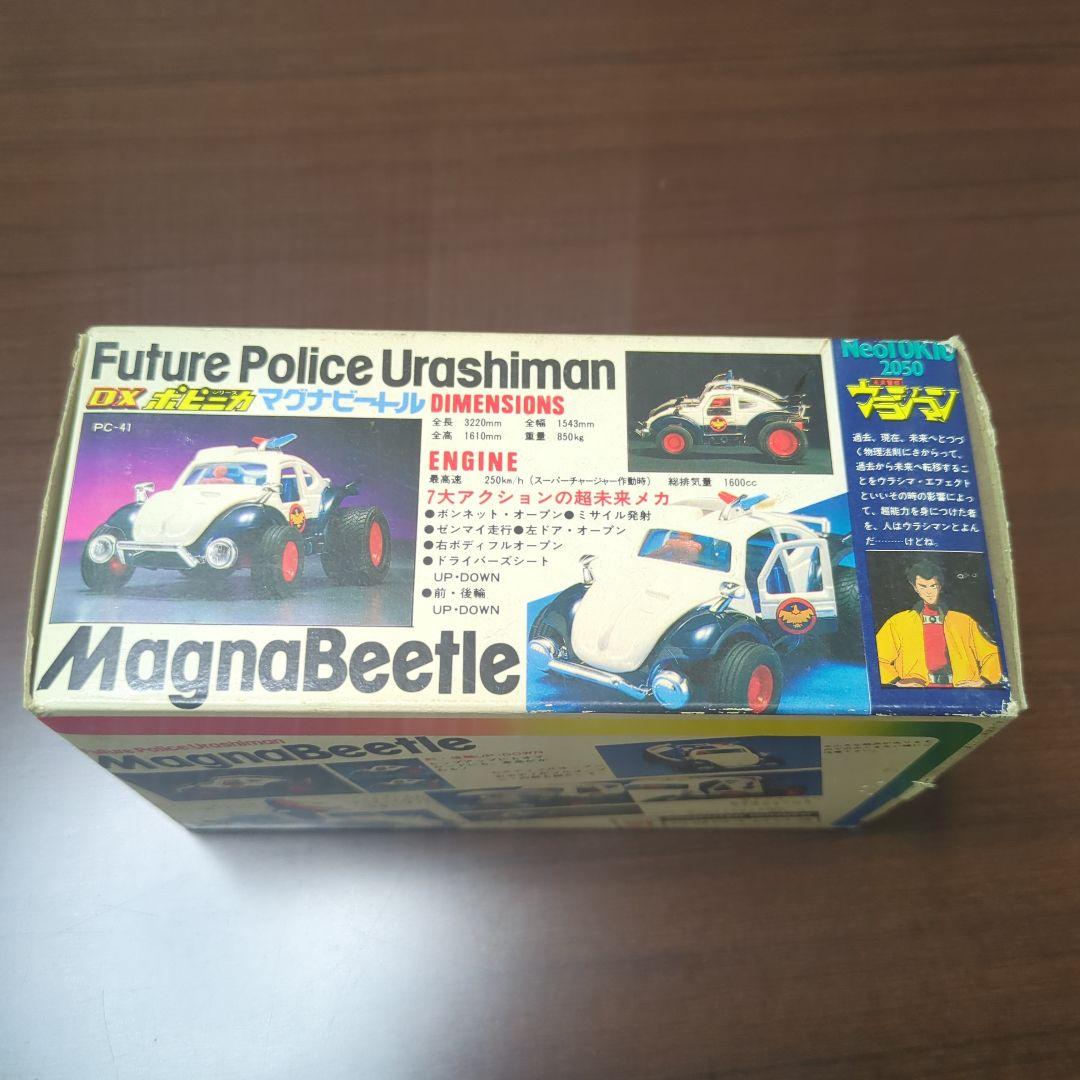 Future Police Urashiman
DXポピニカシリーズ マグナビートル
PC-41
DIMENSIONS
全長 3220mm 全幅 1543mm
全高 1610mm 重量 850kg
ENGINE
最高速 250km/h (スーパーチャージャー作動時) 総排気量 1600cc
7大アクションの超未来メカ
●ボンネット・オープン●ミサイル発射
●ゼンマイ走行●左ドア・オープン
●右ボディフルオープン
●ドライバーズシート
UP・DOWN
●前・後輪
UP・DOWN
MagnaBeetle
NeoTOKIO
2050
未来警察
ウラシマン
過去、現在、未来へとつづ
く物理法則にさからって、
過去から未来へ転移するこ
とをウラシマ・エフェクト
といいその時の影響によっ
て、超能力を身につけた者
を、人はウラシマンとよん
だ………けどね。
Future Police Urashiman
MagnaBeetle